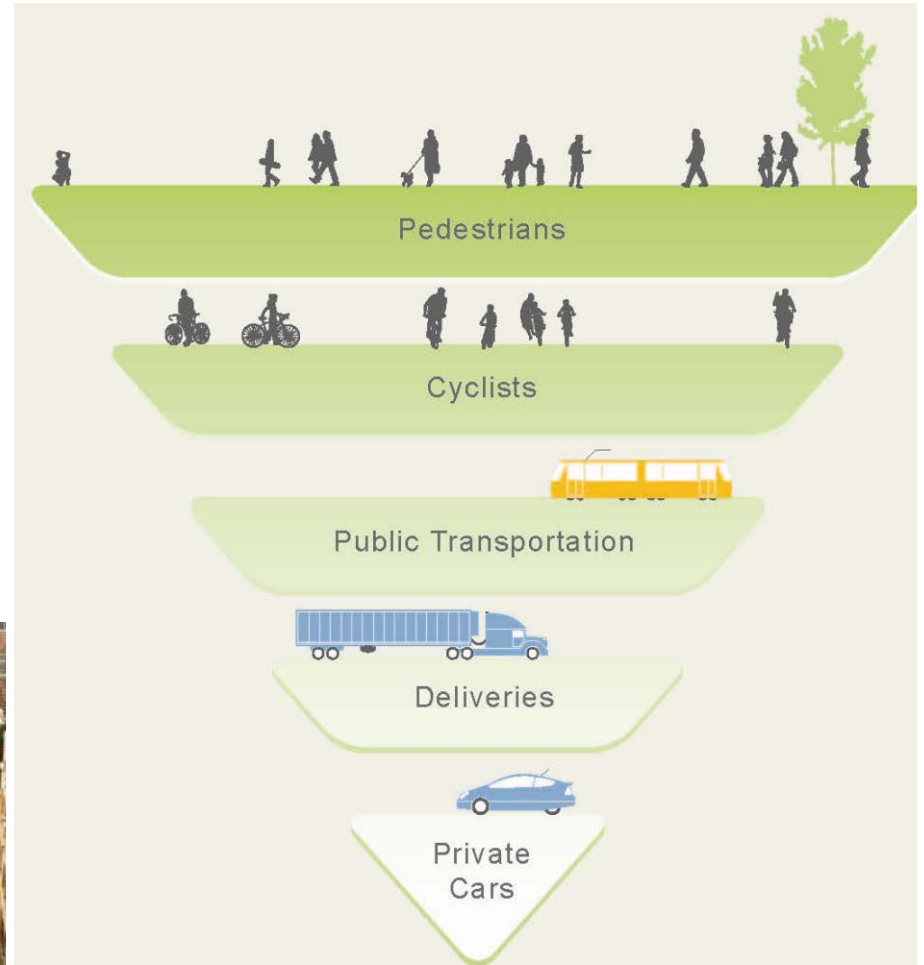 Pedestrians
Cyclists
Public Transportation
Deliveries
Private
Cars